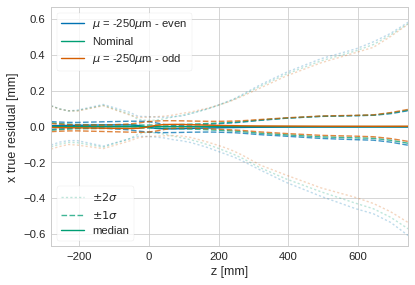 μ = -250μm - even
Nominal
μ = -250μm - odd
x true residual [mm]
0.6
0.4
0.2
0.0
−0.2
−0.4
−0.6
±2σ
±1σ
median
−200 0 200 400 600
z [mm]